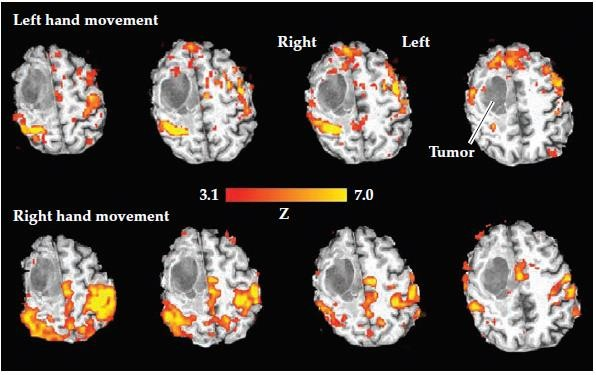 Left hand movement
Right Left
Tumor
3.1 7.0
Z
Right hand movement